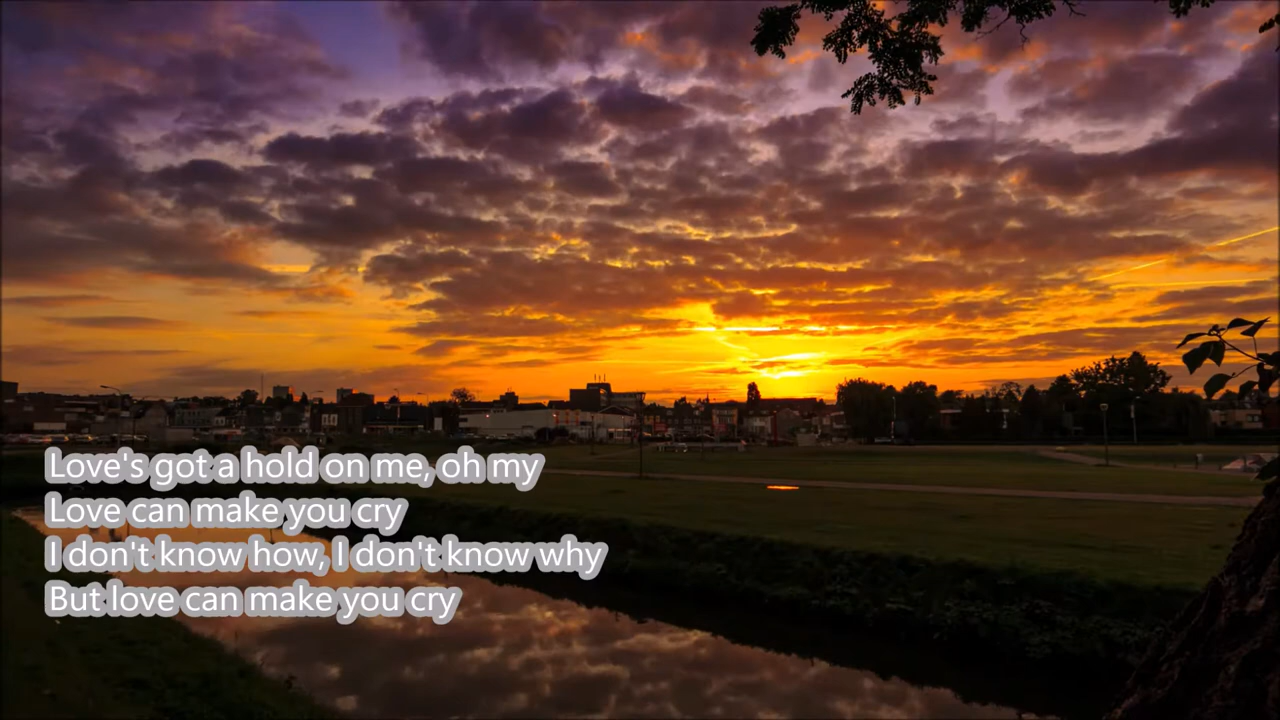 Love's got a hold on me, oh my
Love can make you cry
I don't know how, I don't know why
But love can make you cry